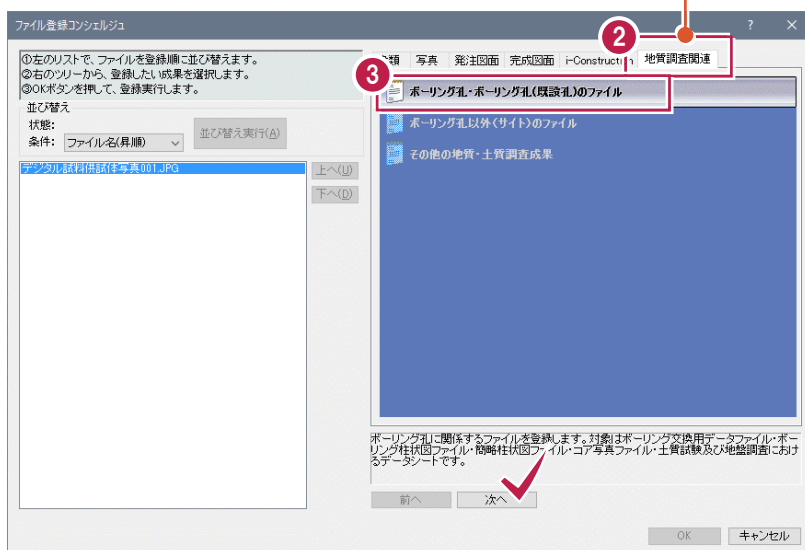 ファイル登録コンシェルジュ
? ×
①左のリストで、ファイルを登録順に並び替えます。
②右のツリーから、登録したい成果を選択します。
③OKボタンを押して、登録実行します。
並び替え
状態:
条件: ファイル名(昇順)
並び替え実行(A)
デジタル試料供試体写真001.JPG
上へ(U)
下へ(D)
2
3
類 写真 発注図面 完成図面 i-Construction 地質調査関連
ボーリング孔・ボーリング孔(既設孔)のファイル
ボーリング孔以外(サイト)のファイル
その他の地質・土質調査成果
ボーリング孔に関係するファイルを登録します。対象はボーリング交換用データファイル・ボー
リング柱状図ファイル・簡略柱状図ファイル・コア写真ファイル・土質試験及び地盤調査におけ
るデータシートです。
前へ 次へ
OK キャンセル